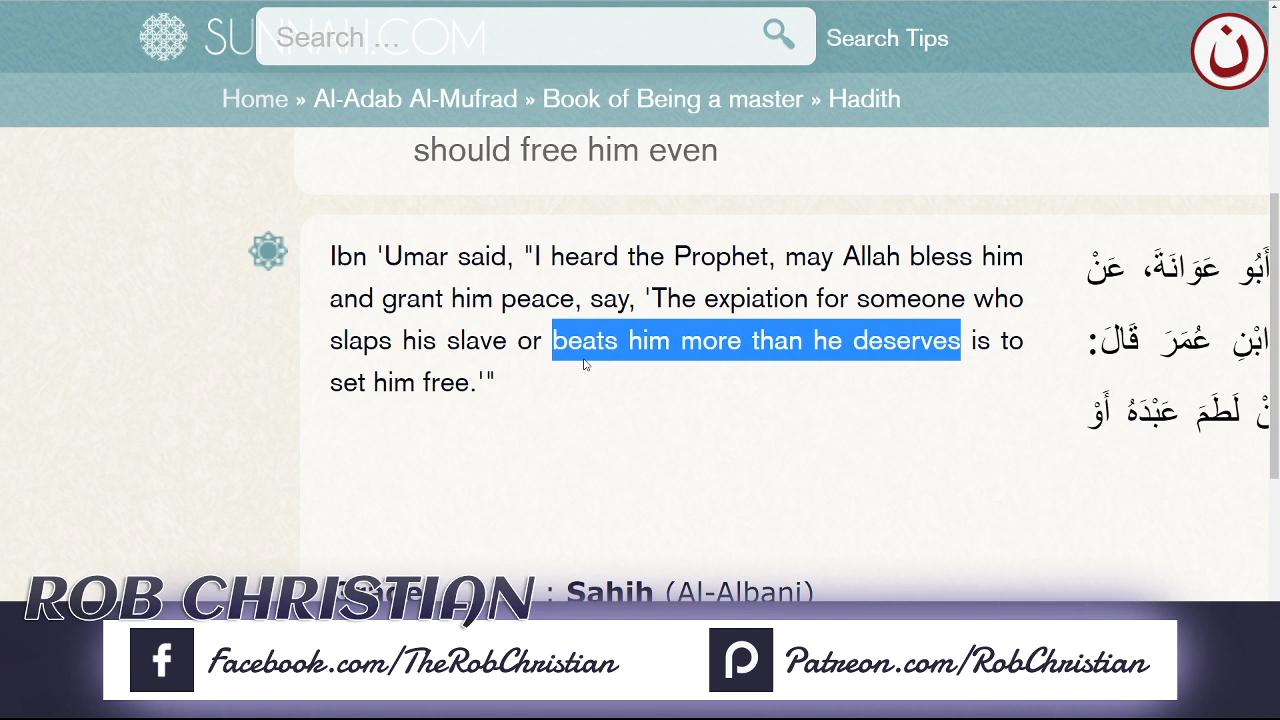 SUNNAH.COM
Search ...
Search Tips
ن
Home » Al-Adab Al-Mufrad » Book of Being a master » Hadith
should free him even
Ibn 'Umar said, "I heard the Prophet, may Allah bless him
and grant him peace, say, 'The expiation for someone who
slaps his slave or beats him more than he deserves is to
set him free.'"
أَبُو عَوَانَةَ، عَنْ
ابْنِ عُمَرَ قَالَ:
لَطَمَ عَبْدَهُ أَوْ
: Sahih (Al-Albani)
ROB CHRISTIAN
Facebook.com/TheRobChristian
Patreon.com/RobChristian